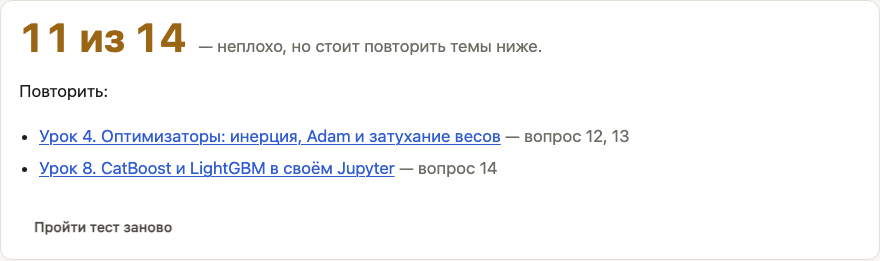 11 из 14 — неплохо, но стоит повторить темы ниже.
Повторить:
• Урок 4. Оптимизаторы: инерция, Adam и затухание весов — вопрос 12, 13
• Урок 8. CatBoost и LightGBM в своём Jupyter — вопрос 14
Пройти тест заново